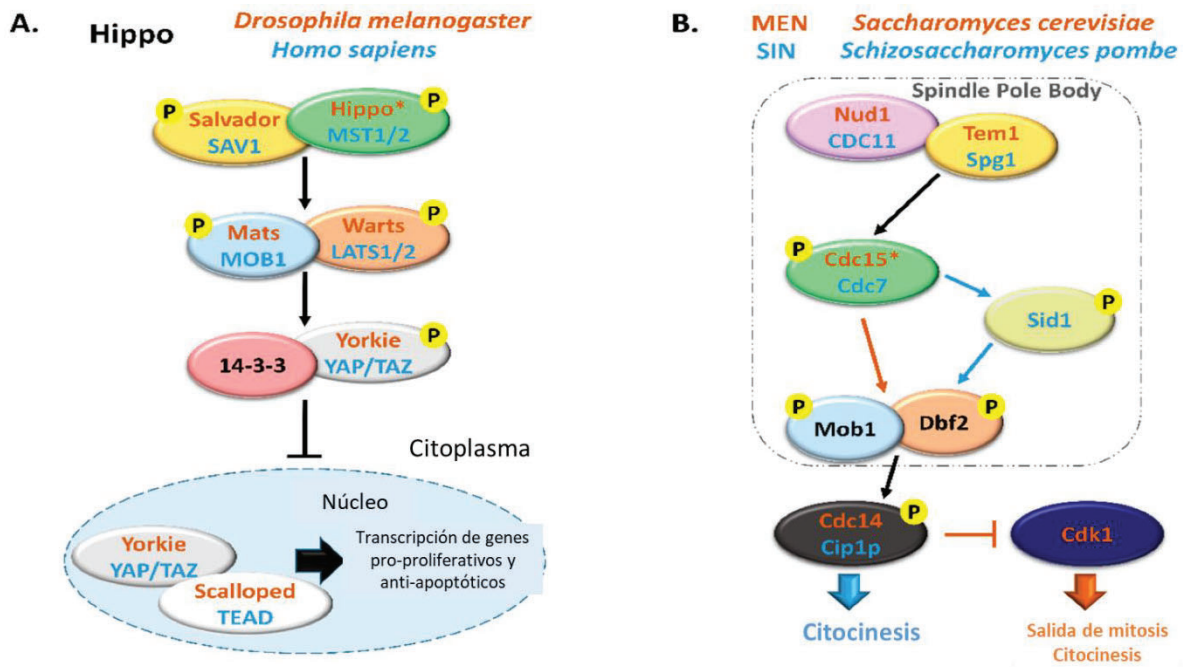 A.
Hippo
Drosophila melanogaster
Homo sapiens
P
Salvador
SAV1
Hippo*
MST1/2
P
P
Mats
MOB1
Warts
LATS1/2
P
14-3-3
Yorkie
YAP/TAZ
P
Citoplasma
Núcleo
Yorkie
YAP/TAZ
Scalloped
TEAD
Transcripción de genes
pro-proliferativos y
anti-apoptóticos
B.
MEN
Saccharomyces cerevisiae
SIN
Schizosaccharomyces pombe
Spindle Pole Body
Nud1
CDC11
Tem1
Spg1
P
Cdc15*
Cdc7
Sid1
P
P
Mob1
Dbf2
P
Cdc14
Cip1p
P
Cdk1
Citocinesis
Salida de mitosis
Citocinesis